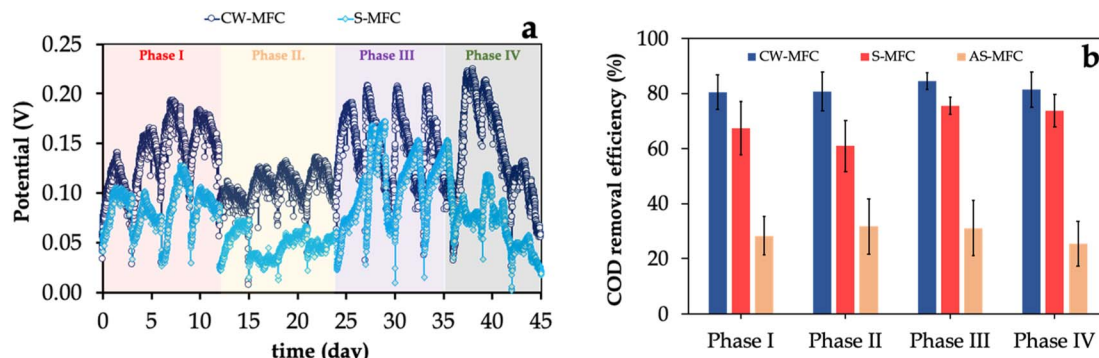 CW-MFC S-MFC
a
Phase I Phase II. Phase III Phase IV
0.25
0.20
0.15
0.10
0.05
0.00
Potential (V)
0 5 10 15 20 25 30 35 40 45
time (day)
b
CW-MFC S-MFC AS-MFC
100
80
60
40
20
0
COD removal efficiency (%)
Phase I Phase II Phase III Phase IV